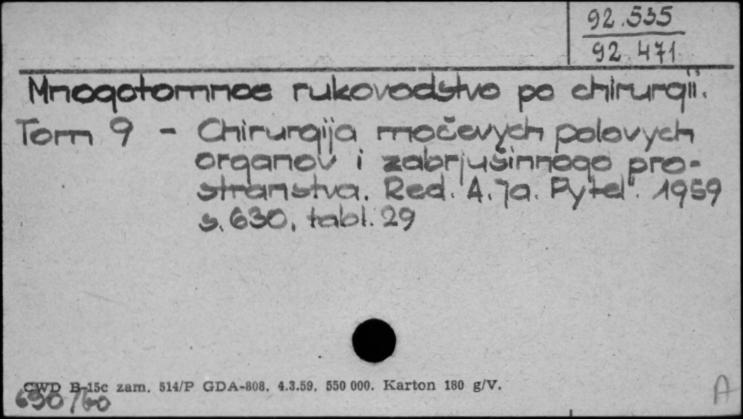 92.535
92 471
Mnogotomnoe rukovodstvo po chirurgii.
Tom 9 - Chirurgija močevych polovych
organov i zabrjušinnogo pro-
stranstva. Red. A. Ja. Pytel'. 1959
s. 630, tabl. 29
CWD B-15c zam. 514/P GDA-808. 4.3.59. 550 000. Karton 180 g/V.
690/60
A